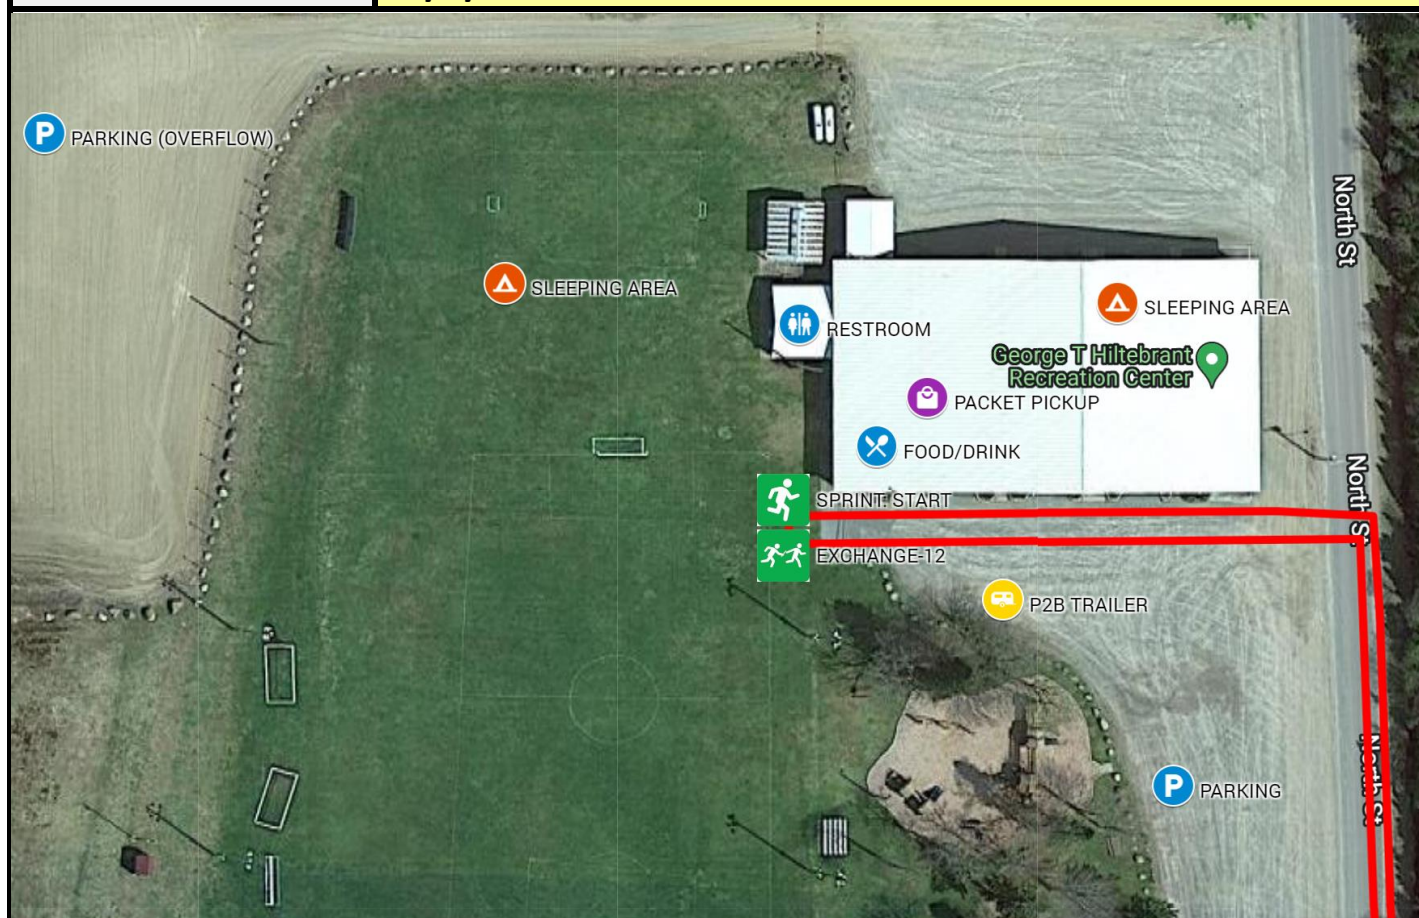 P PARKING (OVERFLOW)
North St
SLEEPING AREA
SLEEPING AREA
RESTROOM
George T Hiltebrant
Recreation Center
PACKET PICKUP
FOOD/DRINK
North St
SPRINT: START
EXCHANGE-12
P2B TRAILER
North St
P PARKING